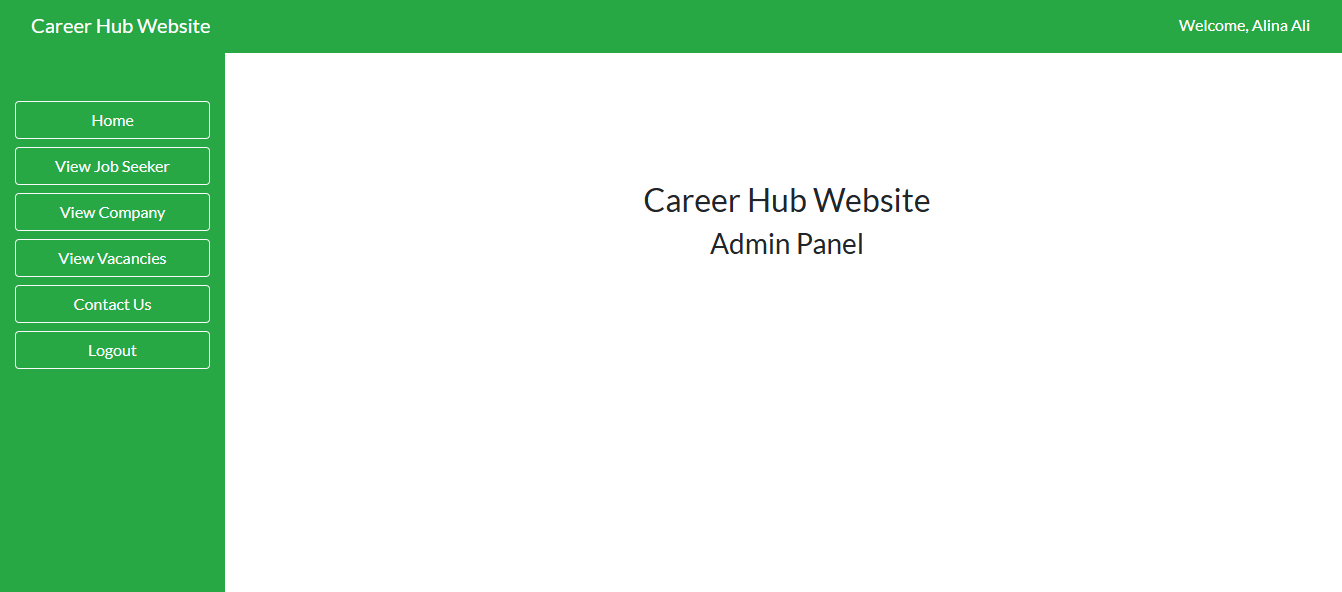 Career Hub Website
Welcome, Alina Ali
Home
View Job Seeker
View Company
View Vacancies
Contact Us
Logout
Career Hub Website
Admin Panel